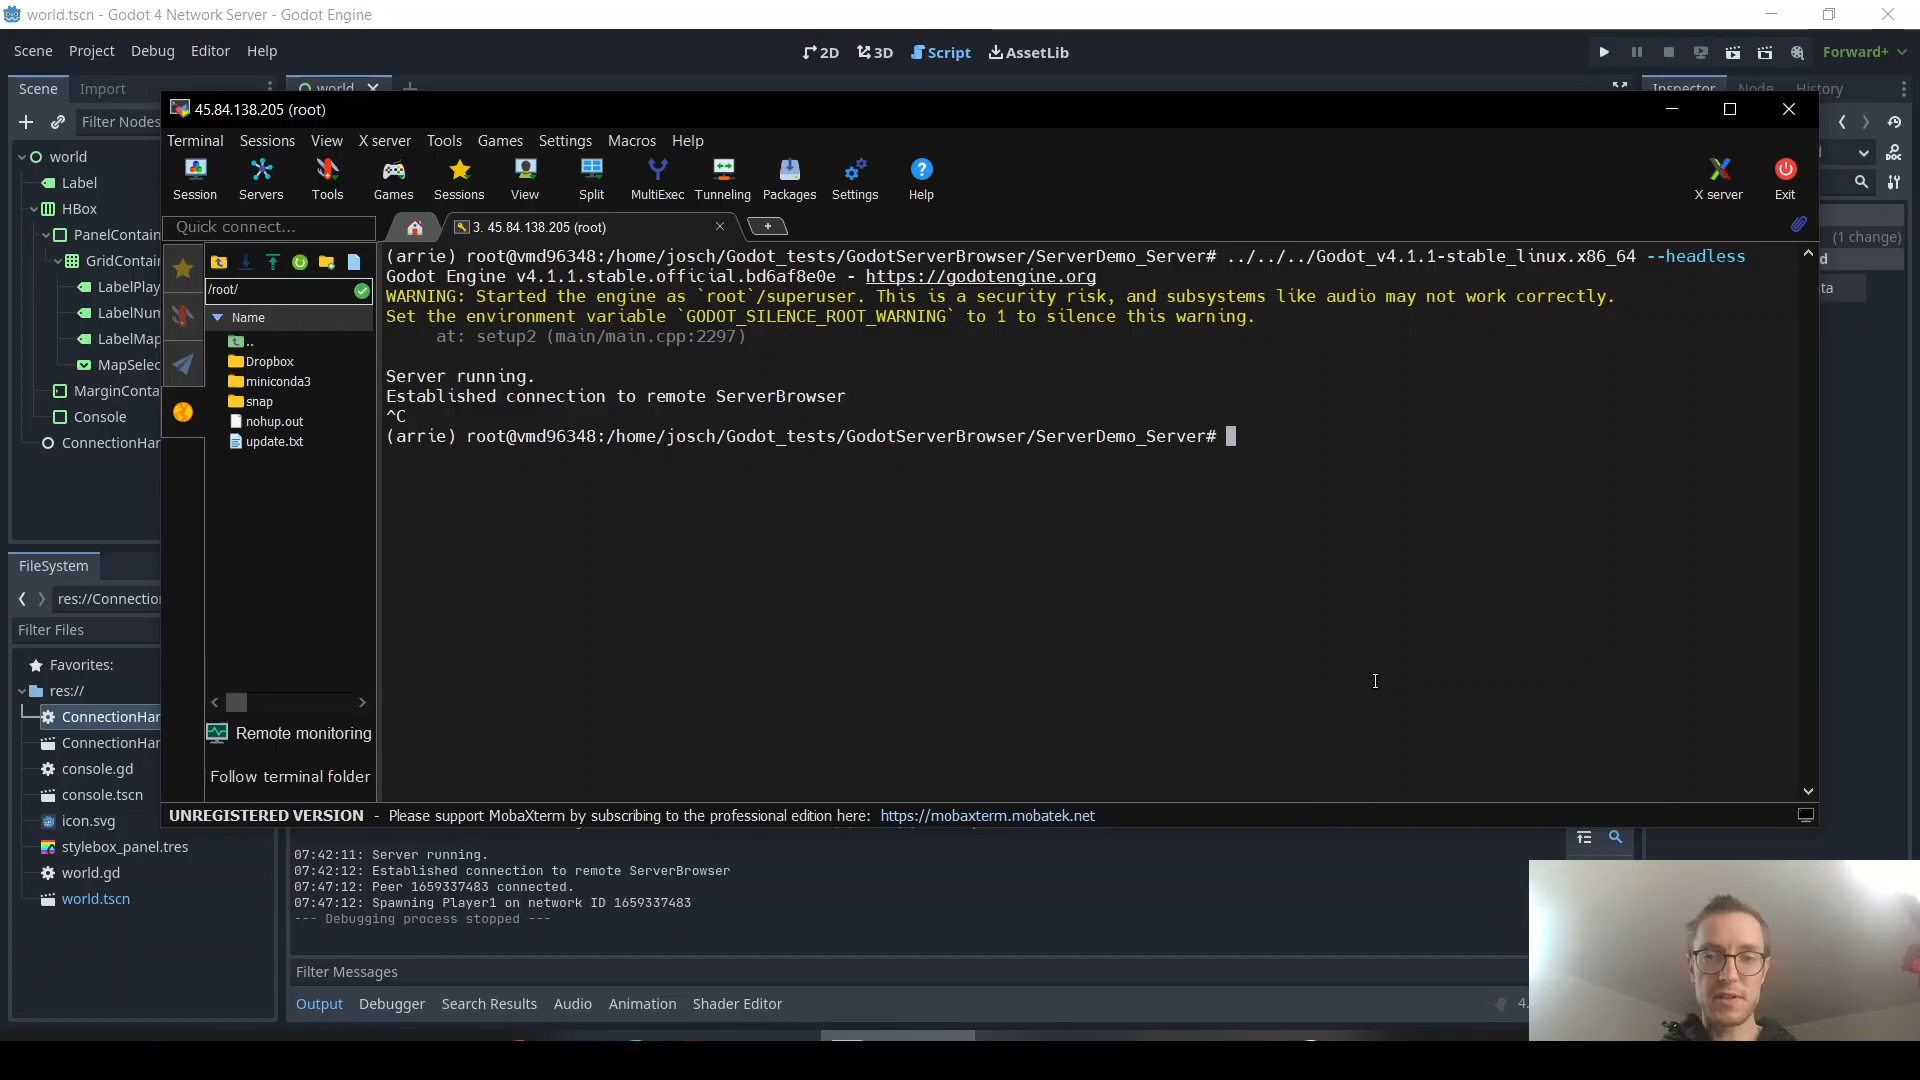 world.tscn - Godot 4 Network Server - Godot Engine
Scene Project Debug Editor Help
2D 3D Script AssetLib
Forward+
Scene Import
world
Inspector Node History
Filter Nodes
45.84.138.205 (root)
Terminal Sessions View X server Tools Games Settings Macros Help
Session Servers Tools Games Sessions View Split MultiExec Tunneling Packages Settings Help
X server Exit
Quick connect...
3. 45.84.138.205 (root)
/root/
Name
..
Dropbox
miniconda3
snap
nohup.out
update.txt
Remote monitoring
Follow terminal folder
(arrie) root@vmd96348:/home/josch/Godot_tests/GodotServerBrowser/ServerDemo_Server# ../../../Godot_v4.1.1-stable_linux.x86_64 --headless
Godot Engine v4.1.1.stable.official.bd6af8e0e - https://godotengine.org
WARNING: Started the engine as `root`/superuser. This is a security risk, and subsystems like audio may not work correctly.
Set the environment variable `GODOT_SILENCE_ROOT_WARNING` to 1 to silence this warning.
at: setup2 (main/main.cpp:2297)
Server running.
Established connection to remote ServerBrowser
^C
(arrie) root@vmd96348:/home/josch/Godot_tests/GodotServerBrowser/ServerDemo_Server#
UNREGISTERED VERSION - Please support MobaXterm by subscribing to the professional edition here: https://mobaxterm.mobatek.net
world
Label
HBox
PanelContain
GridContai
LabelPlay
LabelNum
LabelMap
MapSelec
MarginConta
Console
ConnectionHan
(1 change)
FileSystem
res://Connectio
Filter Files
Favorites:
res://
ConnectionHar
ConnectionHar
console.gd
console.tscn
icon.svg
stylebox_panel.tres
world.gd
world.tscn
07:42:11: Server running.
07:42:12: Established connection to remote ServerBrowser
07:47:12: Peer 1659337483 connected.
07:47:12: Spawning Player1 on network ID 1659337483
--- Debugging process stopped ---
Filter Messages
Output Debugger Search Results Audio Animation Shader Editor
4.